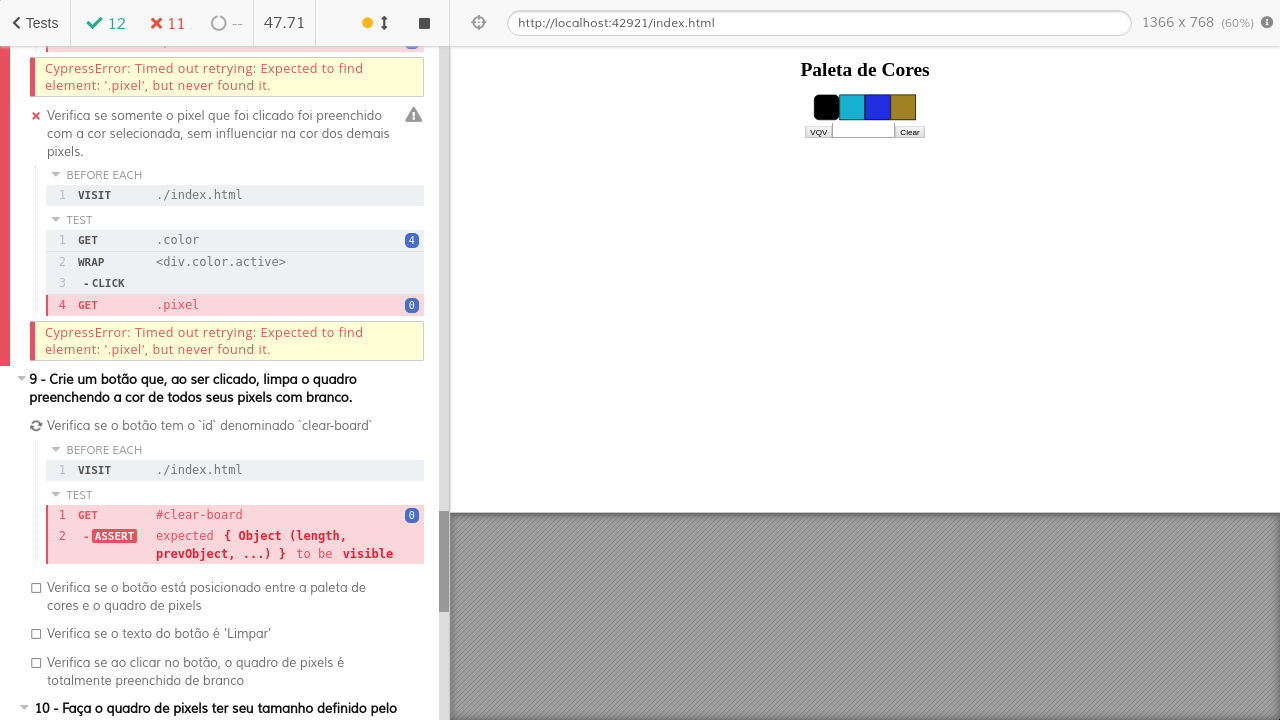 Tests 12 11 -- 47.71 http://localhost:42921/index.html 1366 x 768 (60%)
CypressError: Timed out retrying: Expected to find
element: '.pixel', but never found it.
Verifica se somente o pixel que foi clicado foi preenchido
com a cor selecionada, sem influenciar na cor dos demais
pixels.
BEFORE EACH
1 VISIT ./index.html
TEST
1 GET .color 4
2 WRAP <div.color.active>
3 -CLICK
4 GET .pixel 0
CypressError: Timed out retrying: Expected to find
element: '.pixel', but never found it.
9 - Crie um botão que, ao ser clicado, limpa o quadro
preenchendo a cor de todos seus pixels com branco.
Verifica se o botão tem o `id` denominado `clear-board`
BEFORE EACH
1 VISIT ./index.html
TEST
1 GET #clear-board 0
2 -ASSERT expected { Object (length,
prevObject, ...) } to be visible
Verifica se o botão está posicionado entre a paleta de
cores e o quadro de pixels
Verifica se o texto do botão é 'Limpar'
Verifica se ao clicar no botão, o quadro de pixels é
totalmente preenchido de branco
10 - Faça o quadro de pixels ter seu tamanho definido pelo
Paleta de Cores
VQV Clear